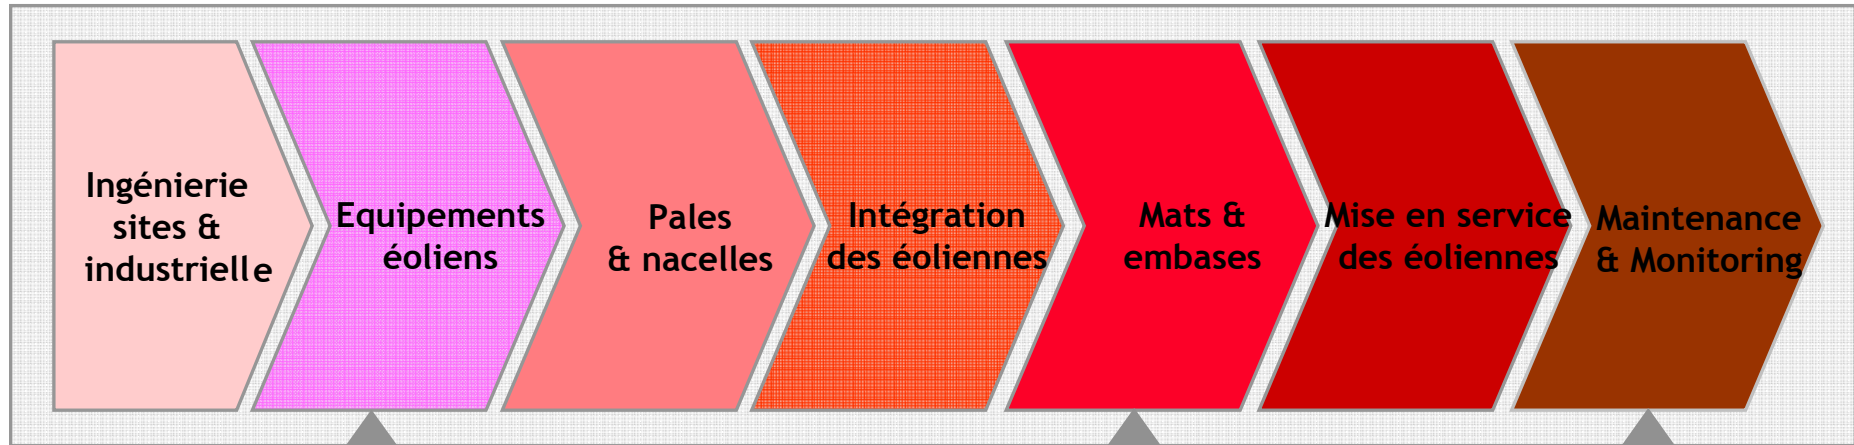 Ingénierie
sites &
industrielle
Equipements
éoliens
Pales
& nacelles
Intégration
des éoliennes
Mats &
embases
Mise en service
des éoliennes
Maintenance
& Monitoring